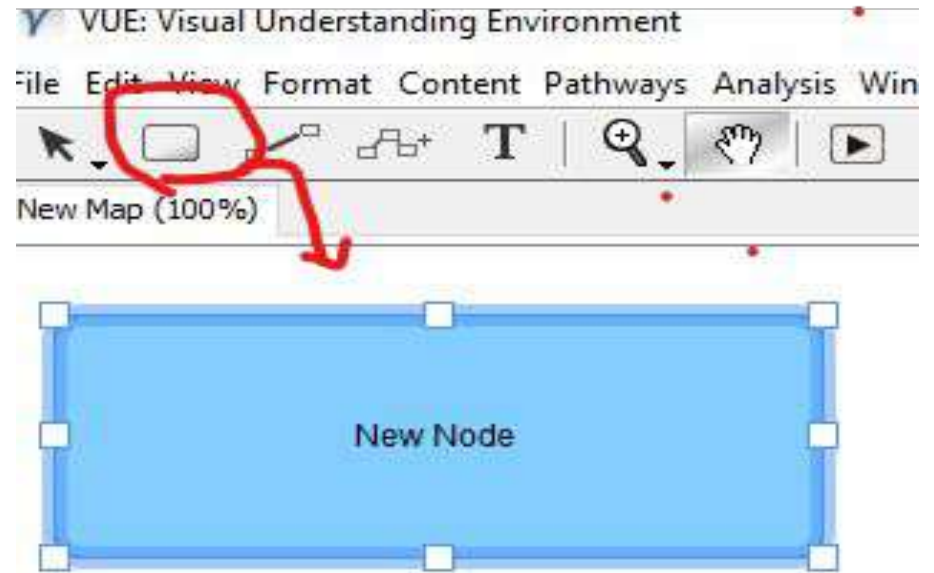 VUE: Visual Understanding Environment
File Edit View Format Content Pathways Analysis Win
T
New Map (100%)
New Node